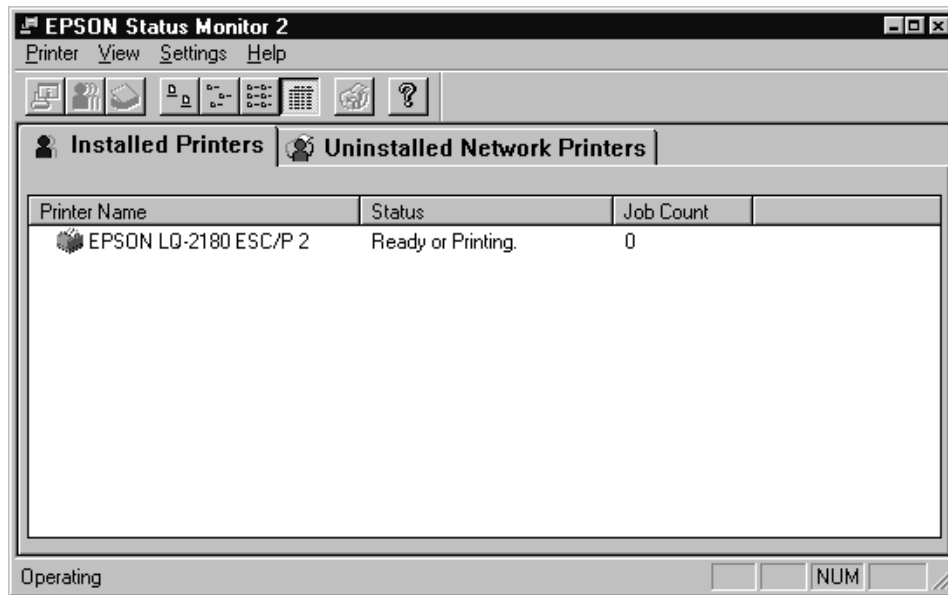 EPSON Status Monitor 2
Printer View Settings Help
Installed Printers Uninstalled Network Printers
Printer Name Status Job Count
EPSON LQ-2180 ESC/P 2 Ready or Printing. 0
Operating NUM